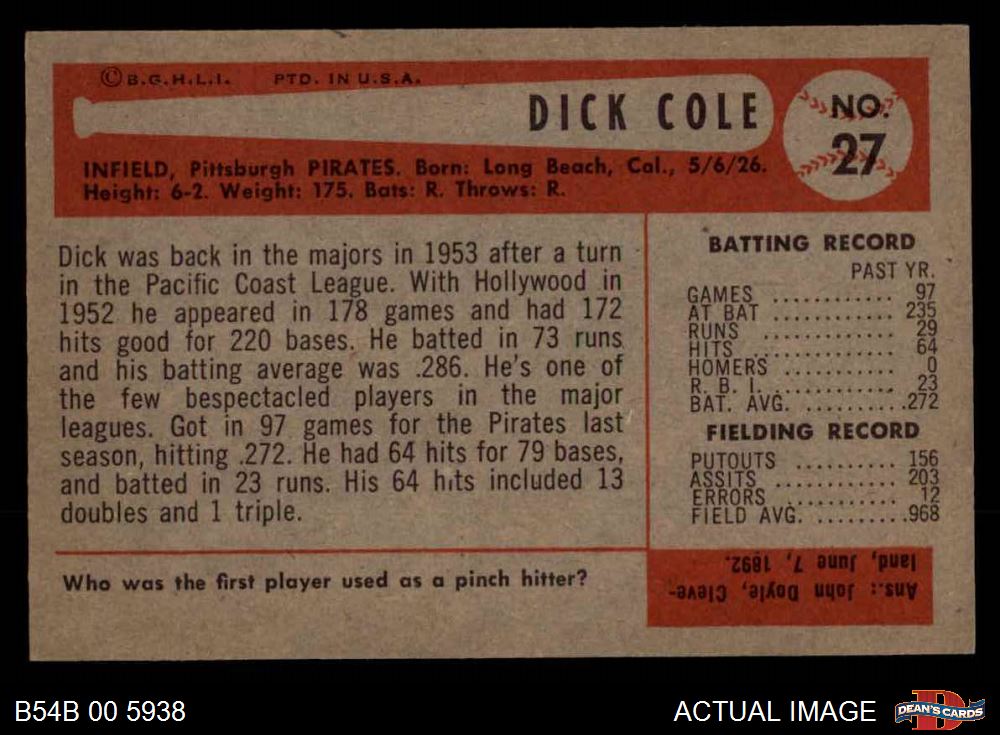 ©B.G.H.L.I. PTD. IN U.S.A.
DICK COLE
NO.
27
INFIELD, Pittsburgh PIRATES. Born: Long Beach, Cal., 5/6/26.
Height: 6-2. Weight: 175. Bats: R. Throws: R.
Dick was back in the majors in 1953 after a turn
in the Pacific Coast League. With Hollywood in
1952 he appeared in 178 games and had 172
hits good for 220 bases. He batted in 73 runs
and his batting average was .286. He's one of
the few bespectacled players in the major
leagues. Got in 97 games for the Pirates last
season, hitting .272. He had 64 hits for 79 bases,
and batted in 23 runs. His 64 hits included 13
doubles and 1 triple.
BATTING RECORD
PAST YR.
GAMES ............ 97
AT BAT ............ 235
RUNS ............. 29
HITS ............. 64
HOMERS ........... 0
R. B. I. ............. 23
BAT. AVG. ..........272
FIELDING RECORD
PUTOUTS .......... 156
ASSITS ............ 203
ERRORS ........... 12
FIELD AVG. .........968
Who was the first player used as a pinch hitter?
Ans.: John Doyle, Cleve-
land, June 7, 1892.
B54B 00 5938
ACTUAL IMAGE
D
DEAN'S CARDS